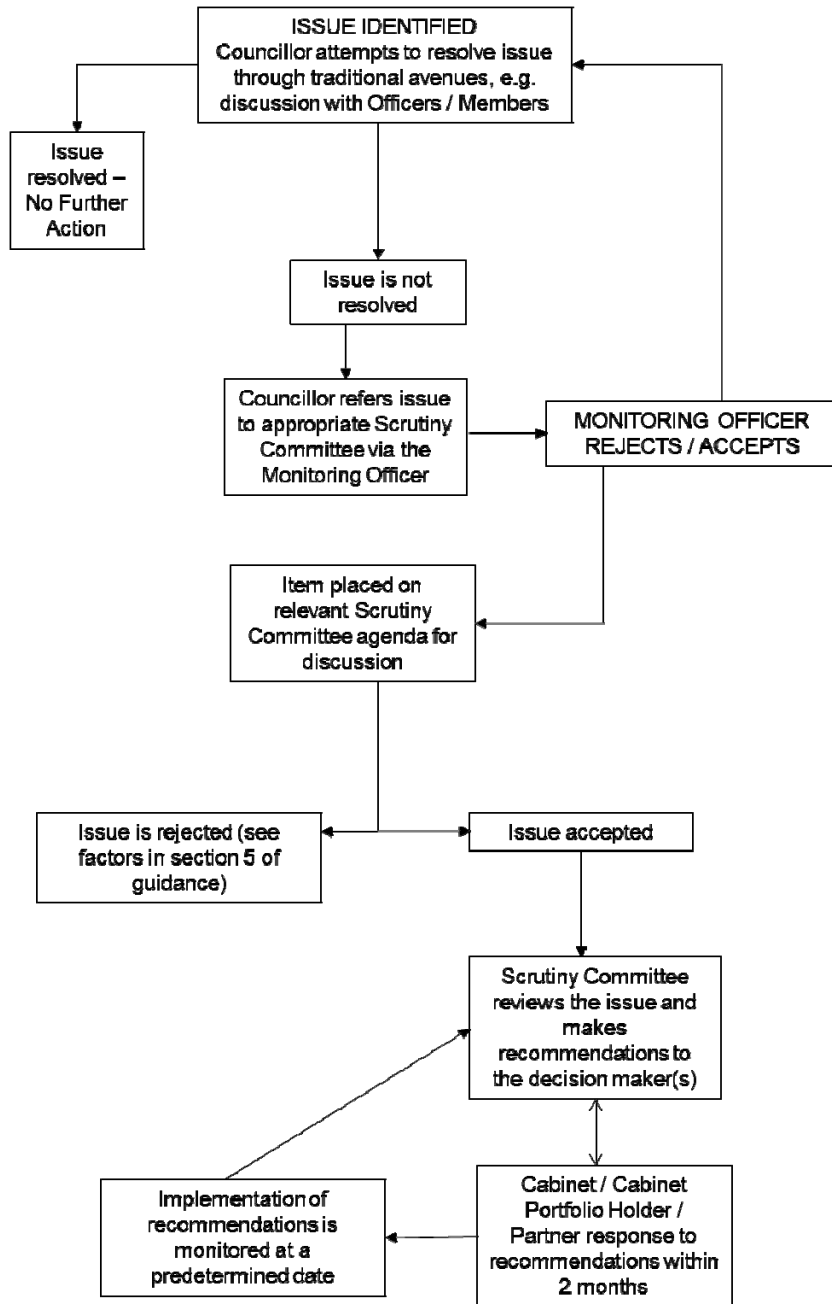 ISSUE IDENTIFIED
Councillor attempts to resolve issue
through traditional avenues, e.g.
discussion with Officers / Members
Issue
resolved –
No Further
Action
Issue is not
resolved
Councillor refers issue
to appropriate Scrutiny
Committee via the
Monitoring Officer
MONITORING OFFICER
REJECTS / ACCEPTS
Item placed on
relevant Scrutiny
Committee agenda for
discussion
Issue is rejected (see
factors in section 5 of
guidance)
Issue accepted
Scrutiny Committee
reviews the issue and
makes
recommendations to
the decision maker(s)
Implementation of
recommendations is
monitored at a
predetermined date
Cabinet / Cabinet
Portfolio Holder /
Partner response to
recommendations within
2 months